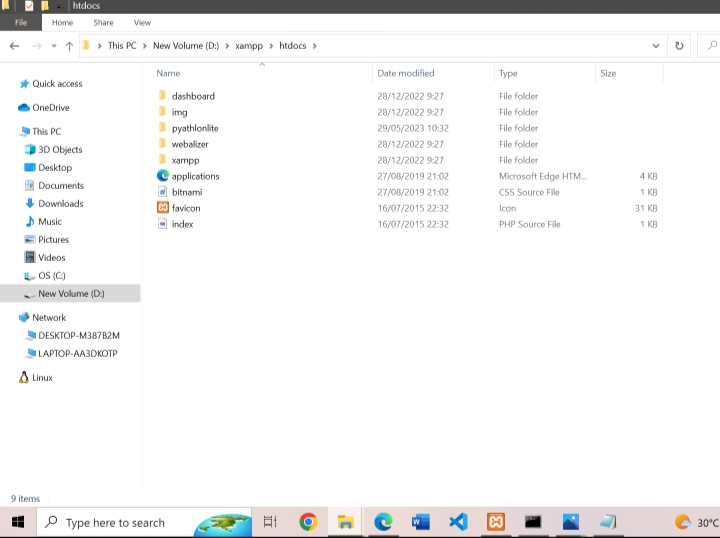 htdocs
File Home Share View
This PC New Volume (D:) xampp htdocs
Name Date modified Type Size
dashboard 28/12/2022 9:27 File folder
img 28/12/2022 9:27 File folder
pyathlonlite 29/05/2023 10:32 File folder
webalizer 28/12/2022 9:27 File folder
xampp 28/12/2022 9:27 File folder
applications 27/08/2019 21:02 Microsoft Edge HTM... 4 KB
bitnami 27/08/2019 21:02 CSS Source File 1 KB
favicon 16/07/2015 22:32 Icon 31 KB
index 16/07/2015 22:32 PHP Source File 1 KB
Quick access
OneDrive
This PC
3D Objects
Desktop
Documents
Downloads
Music
Pictures
Videos
OS (C:)
New Volume (D:)
Network
DESKTOP-M387B2M
LAPTOP-AA3DKOTP
Linux
9 items
Type here to search 30°C